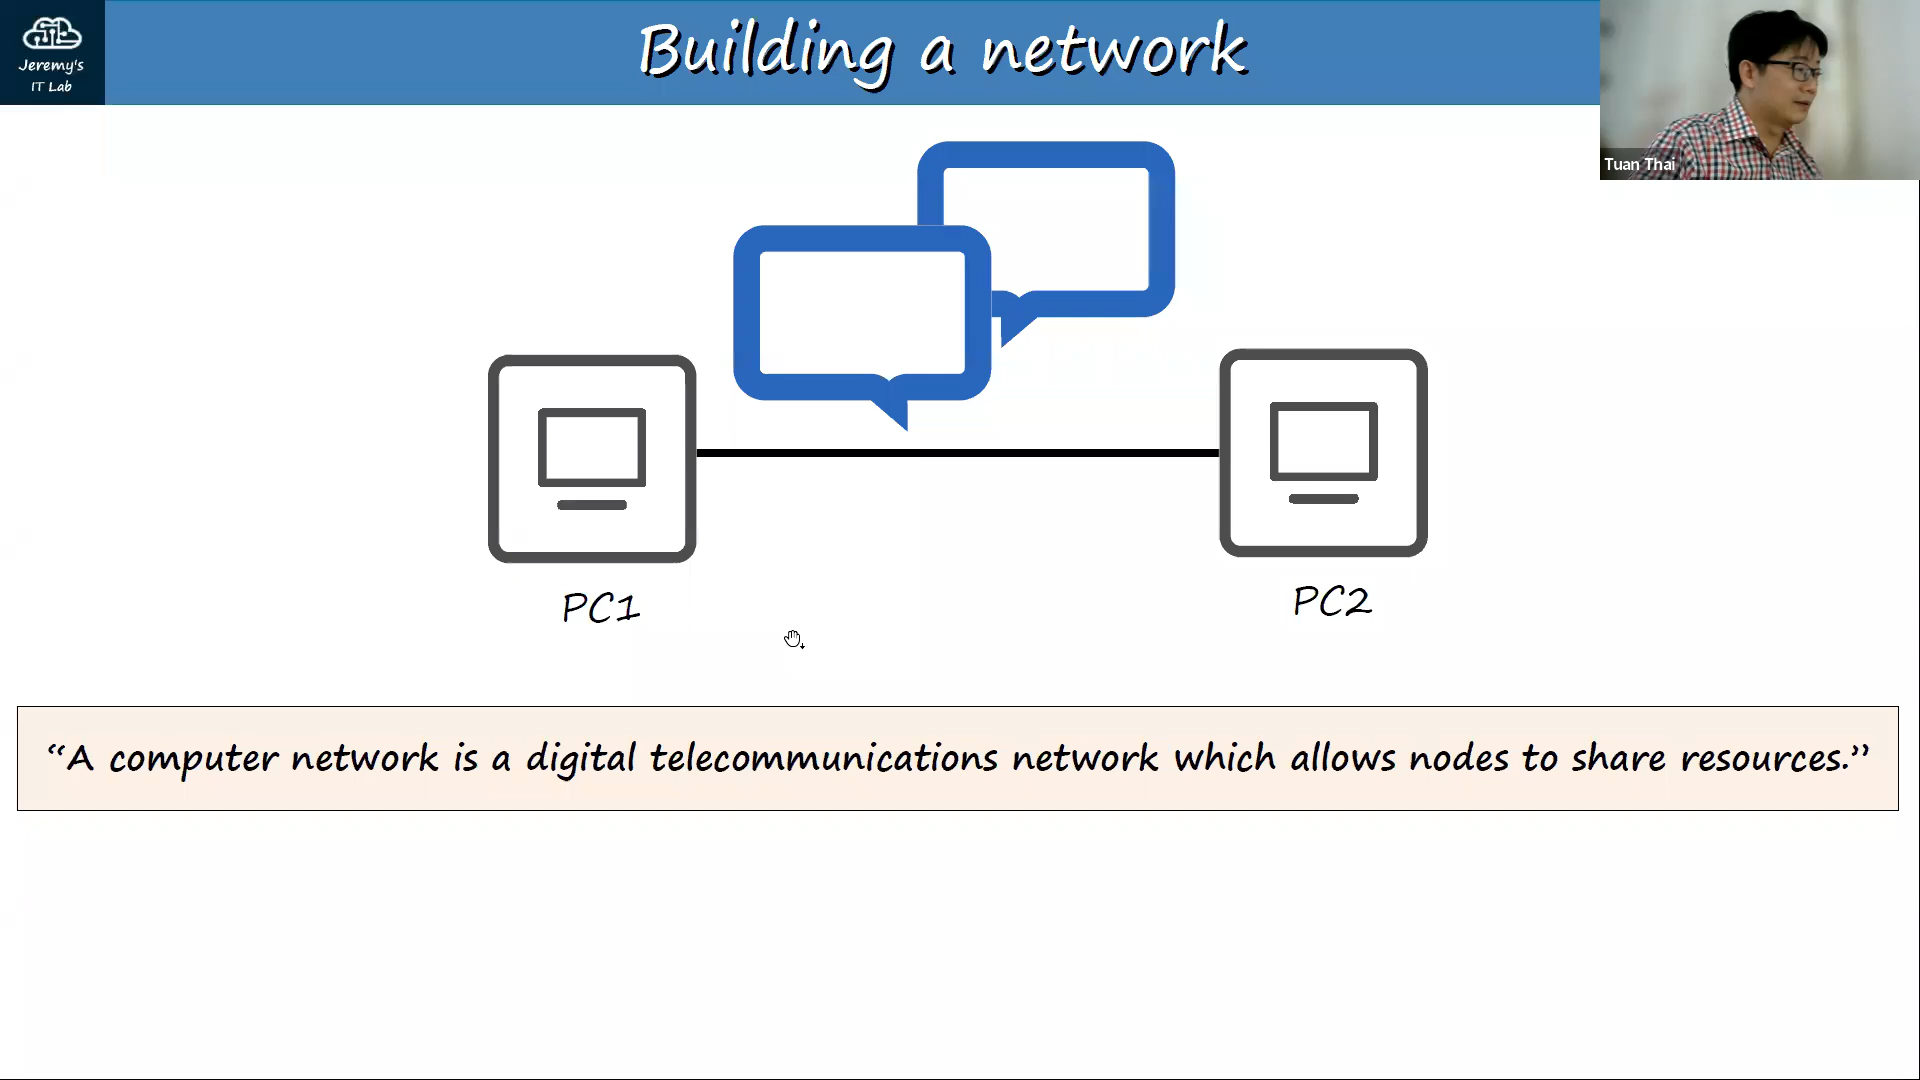 Jeremy's
IT Lab
Building a network
Tuan Thai
PC1
PC2
“A computer network is a digital telecommunications network which allows nodes to share resources.”